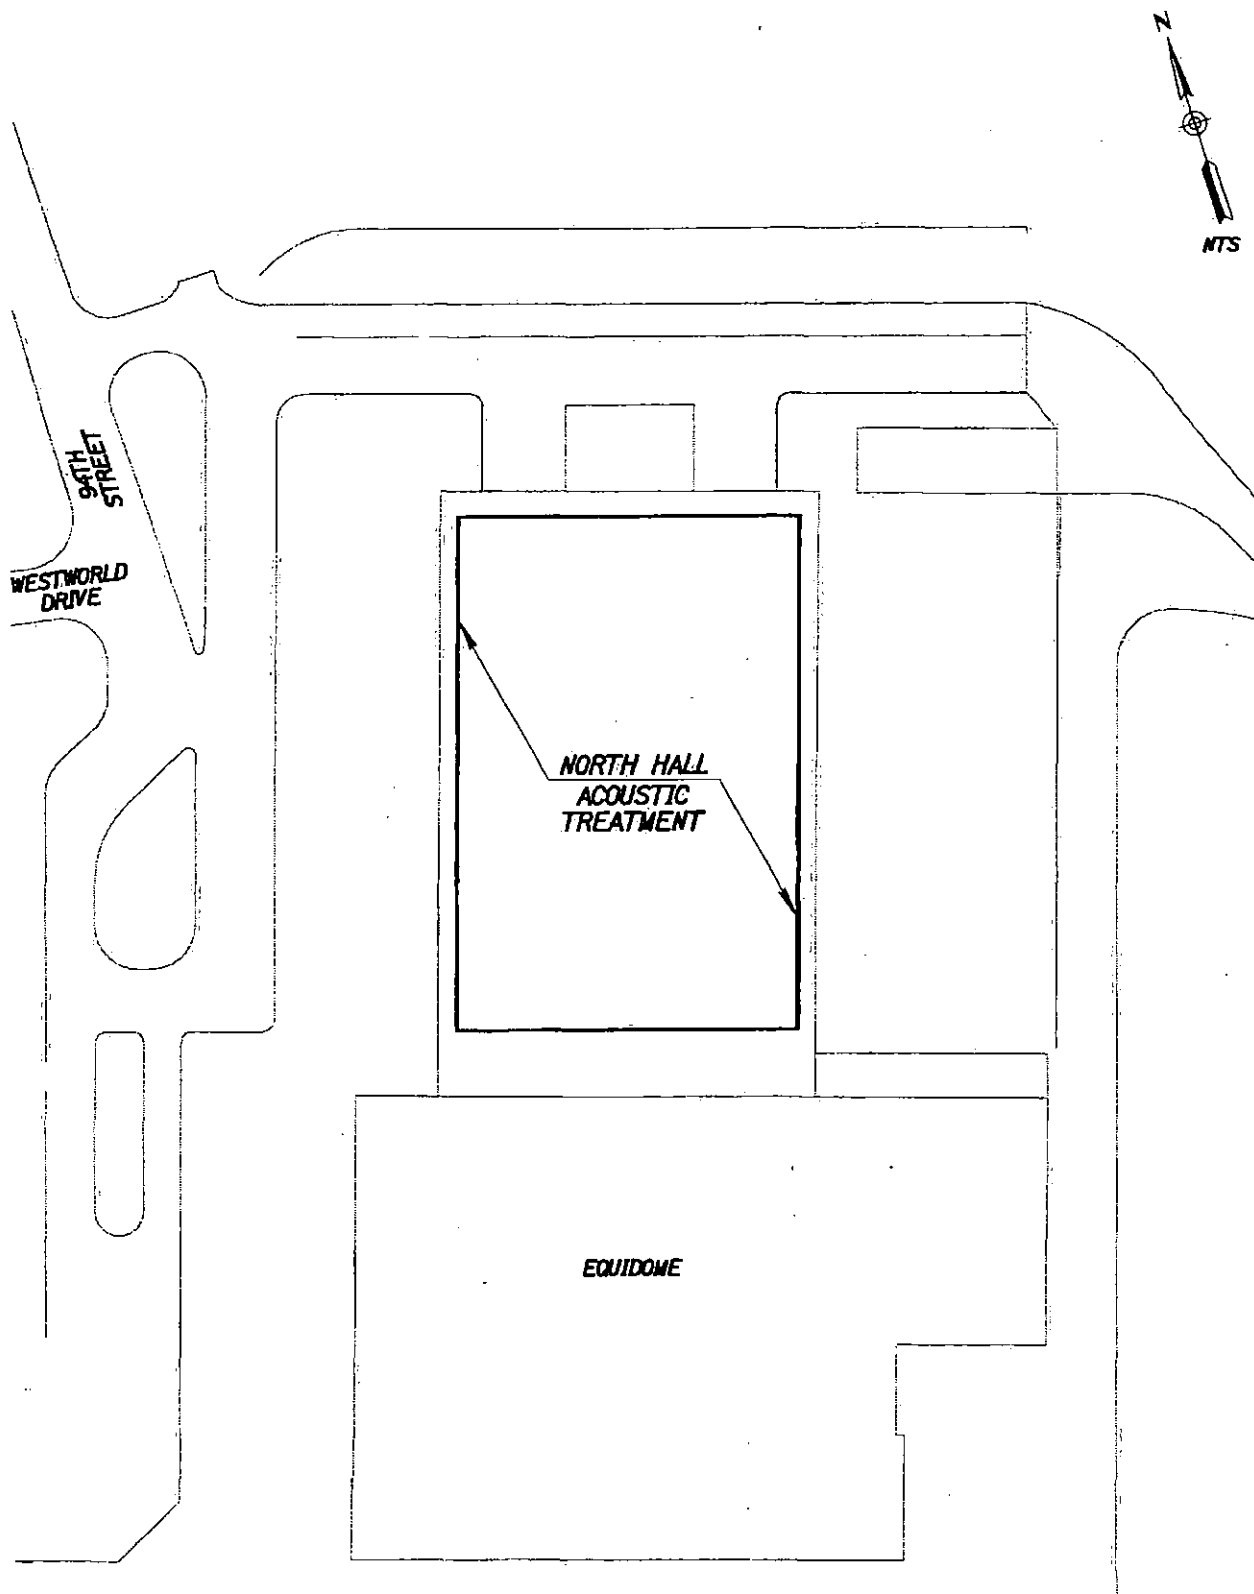 N
NTS
94TH
STREET
WESTWORLD
DRIVE
NORTH HALL
ACOUSTIC
TREATMENT
EQUIDOME